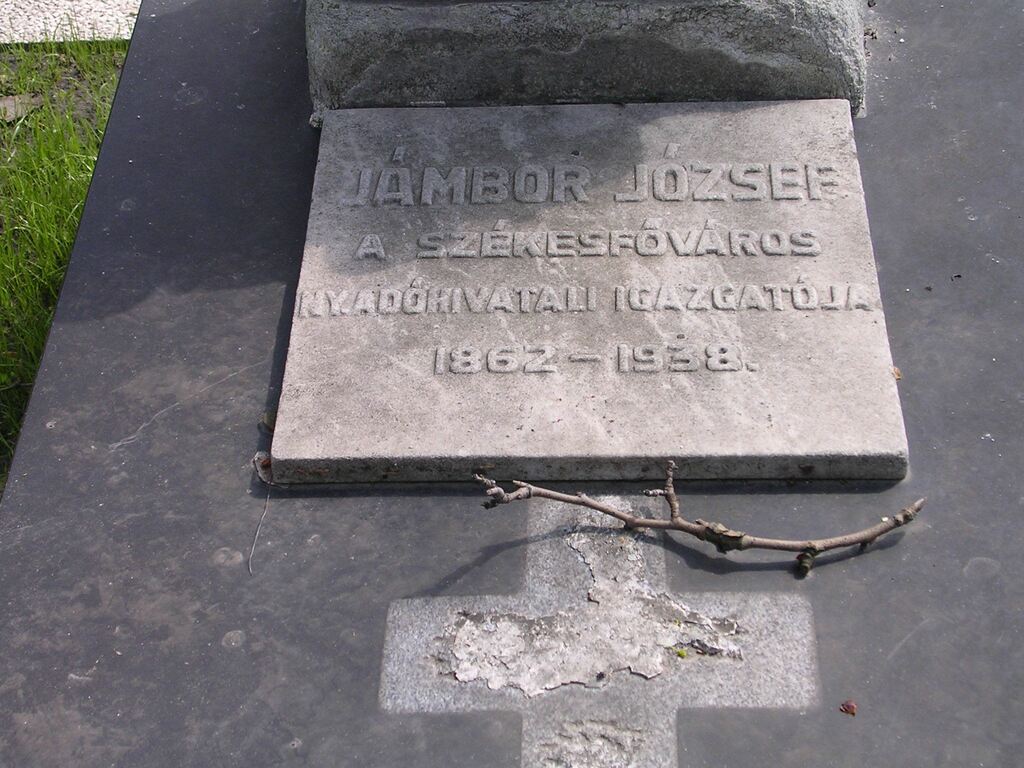 JÁMBOR JÓZSEF
A SZÉKESFŐVÁROS
NYADÓHIVATALI IGAZGATÓJA
1862 – 1938.